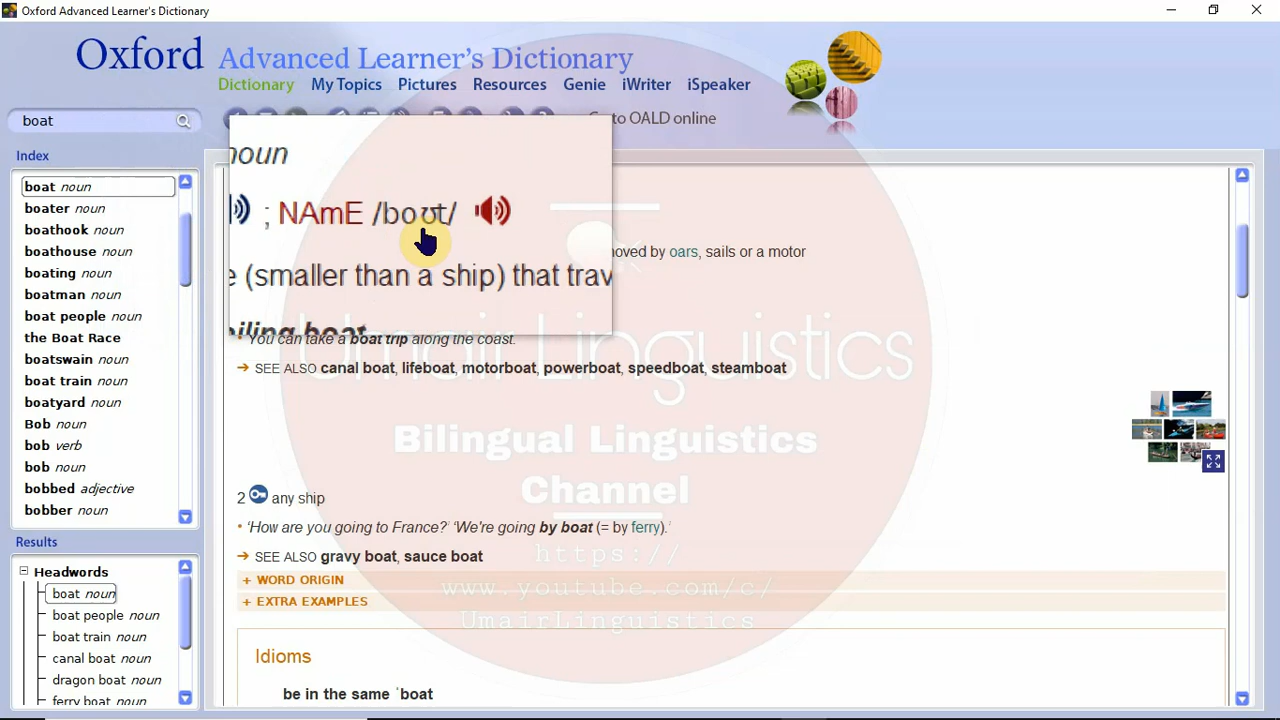 Oxford Advanced Learner's Dictionary
Oxford Advanced Learner's Dictionary
Dictionary My Topics Pictures Resources Genie iWriter iSpeaker
boat
to OALD online
Index
boat noun
boater noun
boathook noun
boathouse noun
boating noun
boatman noun
boat people noun
the Boat Race
boatswain noun
boat train noun
boatyard noun
Bob noun
bob verb
bob noun
bobbed adjective
bobber noun
Results
Headwords
boat noun
boat people noun
boat train noun
canal boat noun
dragon boat noun
ferry boat noun
noun
; NAmE /boʊt/
(smaller than a ship) that trav
boat
moved by oars, sails or a motor
• You can take a boat trip along the coast.
➔ SEE ALSO canal boat, lifeboat, motorboat, powerboat, speedboat, steamboat
2 any ship
• ‘How are you going to France?’ ‘We're going by boat (= by ferry).’
➔ SEE ALSO gravy boat, sauce boat
+ WORD ORIGIN
+ EXTRA EXAMPLES
Idioms
be in the same ˈboat
Umair Linguistics
Bilingual Linguistics
Channel
https://
www.youtube.com/c/
UmairLinguistics